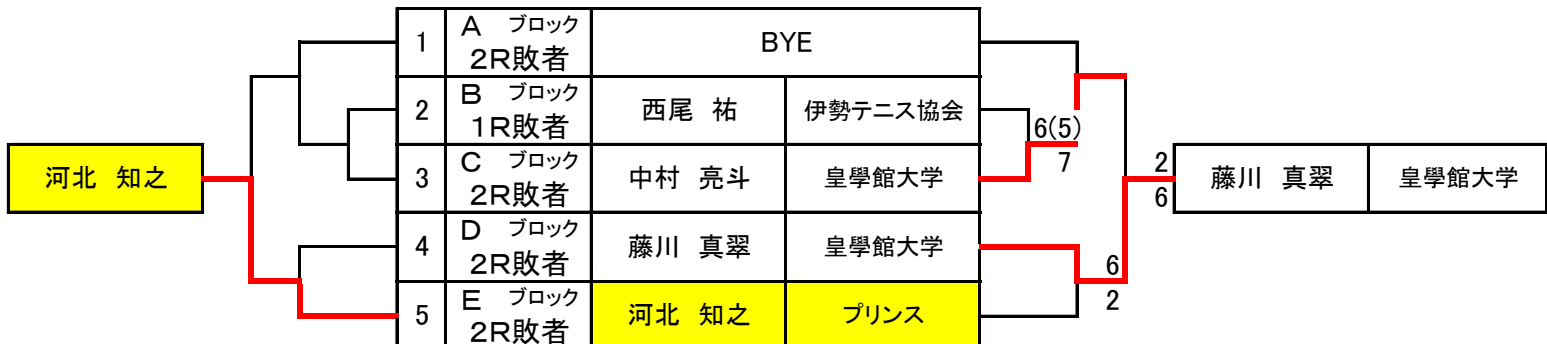 1 A ブロック 2R敗者 BYE
2 B ブロック 1R敗者 西尾 祐 伊勢テニス協会
6(5)
7
3 C ブロック 2R敗者 中村 亮斗 皇學館大学
河北 知之
2
6
藤川 真翠 皇學館大学
4 D ブロック 2R敗者 藤川 真翠 皇學館大学
6
2
5 E ブロック 2R敗者 河北 知之 プリンス